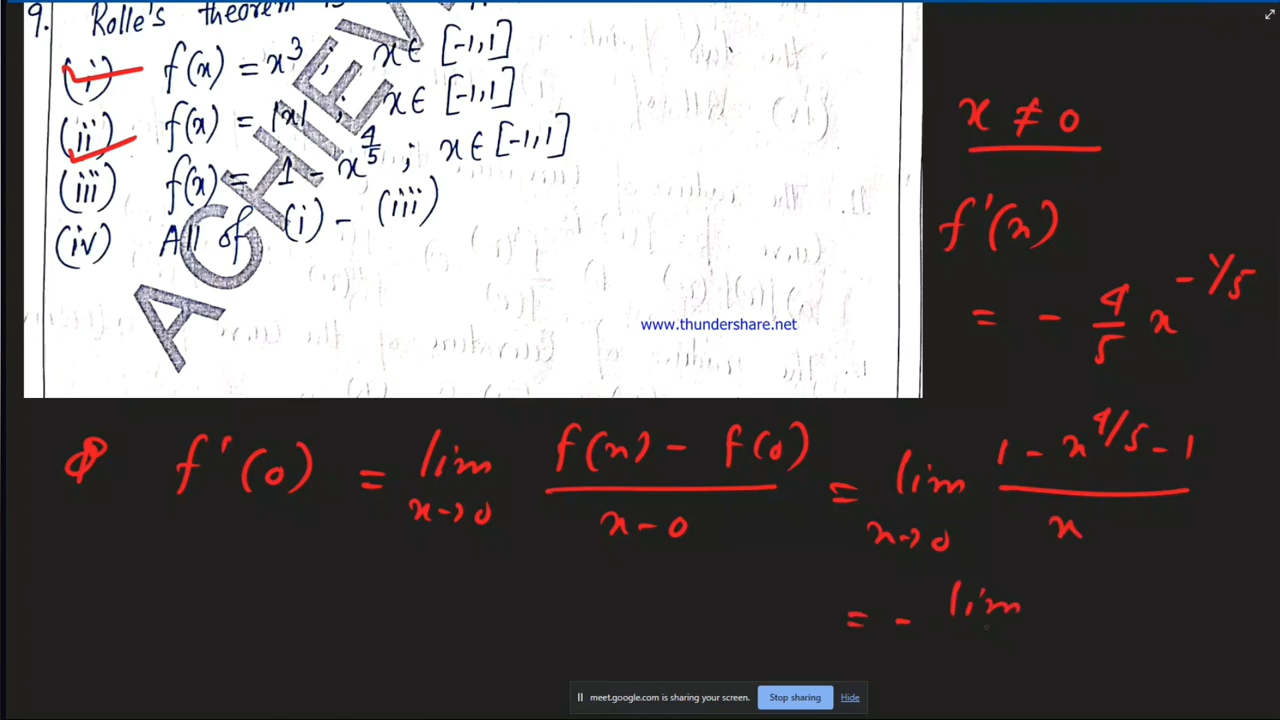 9. Rolle's theorem
(i) f(x) = x³ ; x ∈ [-1,1]
(ii) f(x) = |x| ; x ∈ [-1,1]
(iii) f(x) = 1 - x^4/5 ; x ∈ [-1,1]
(iv) All of (i) - (iii)
ACHIEV
www.thundershare.net
x ≠ 0
f'(x)
= - 4/5 x^-1/5
f'(0) = lim x→0 f(x) - f(0) / x - 0 = lim x→0 1 - x^4/5 - 1 / x
= - lim
meet.google.com is sharing your screen. Stop sharing Hide